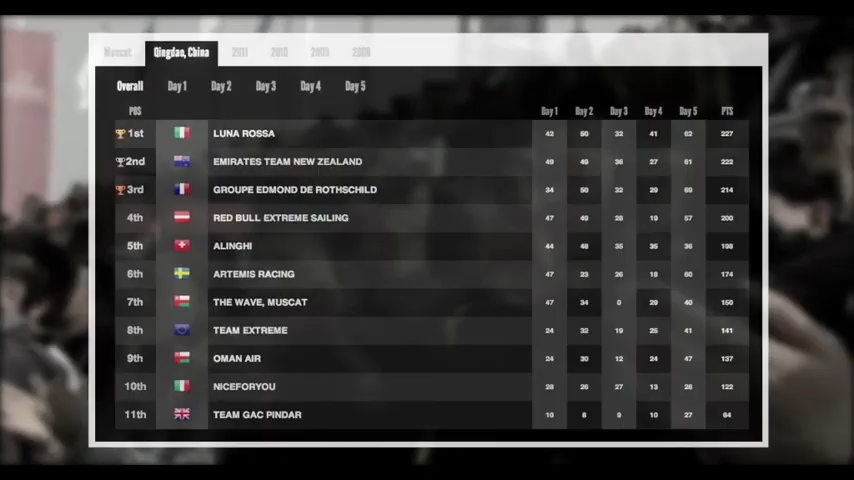 Muscat Qingdao, China 2011 2010 2009 2008
Overall Day 1 Day 2 Day 3 Day 4 Day 5
POS Day 1 Day 2 Day 3 Day 4 Day 5 PTS
1st LUNA ROSSA 42 50 32 41 62 227
2nd EMIRATES TEAM NEW ZEALAND 49 49 36 27 61 222
3rd GROUPE EDMOND DE ROTHSCHILD 34 50 32 29 69 214
4th RED BULL EXTREME SAILING 47 49 28 19 57 200
5th ALINGHI 44 48 35 35 36 198
6th ARTEMIS RACING 47 23 26 18 60 174
7th THE WAVE, MUSCAT 47 34 0 29 40 150
8th TEAM EXTREME 24 32 19 25 41 141
9th OMAN AIR 24 30 12 24 47 137
10th NICEFORYOU 28 26 27 13 28 122
11th TEAM GAC PINDAR 10 8 9 10 27 64